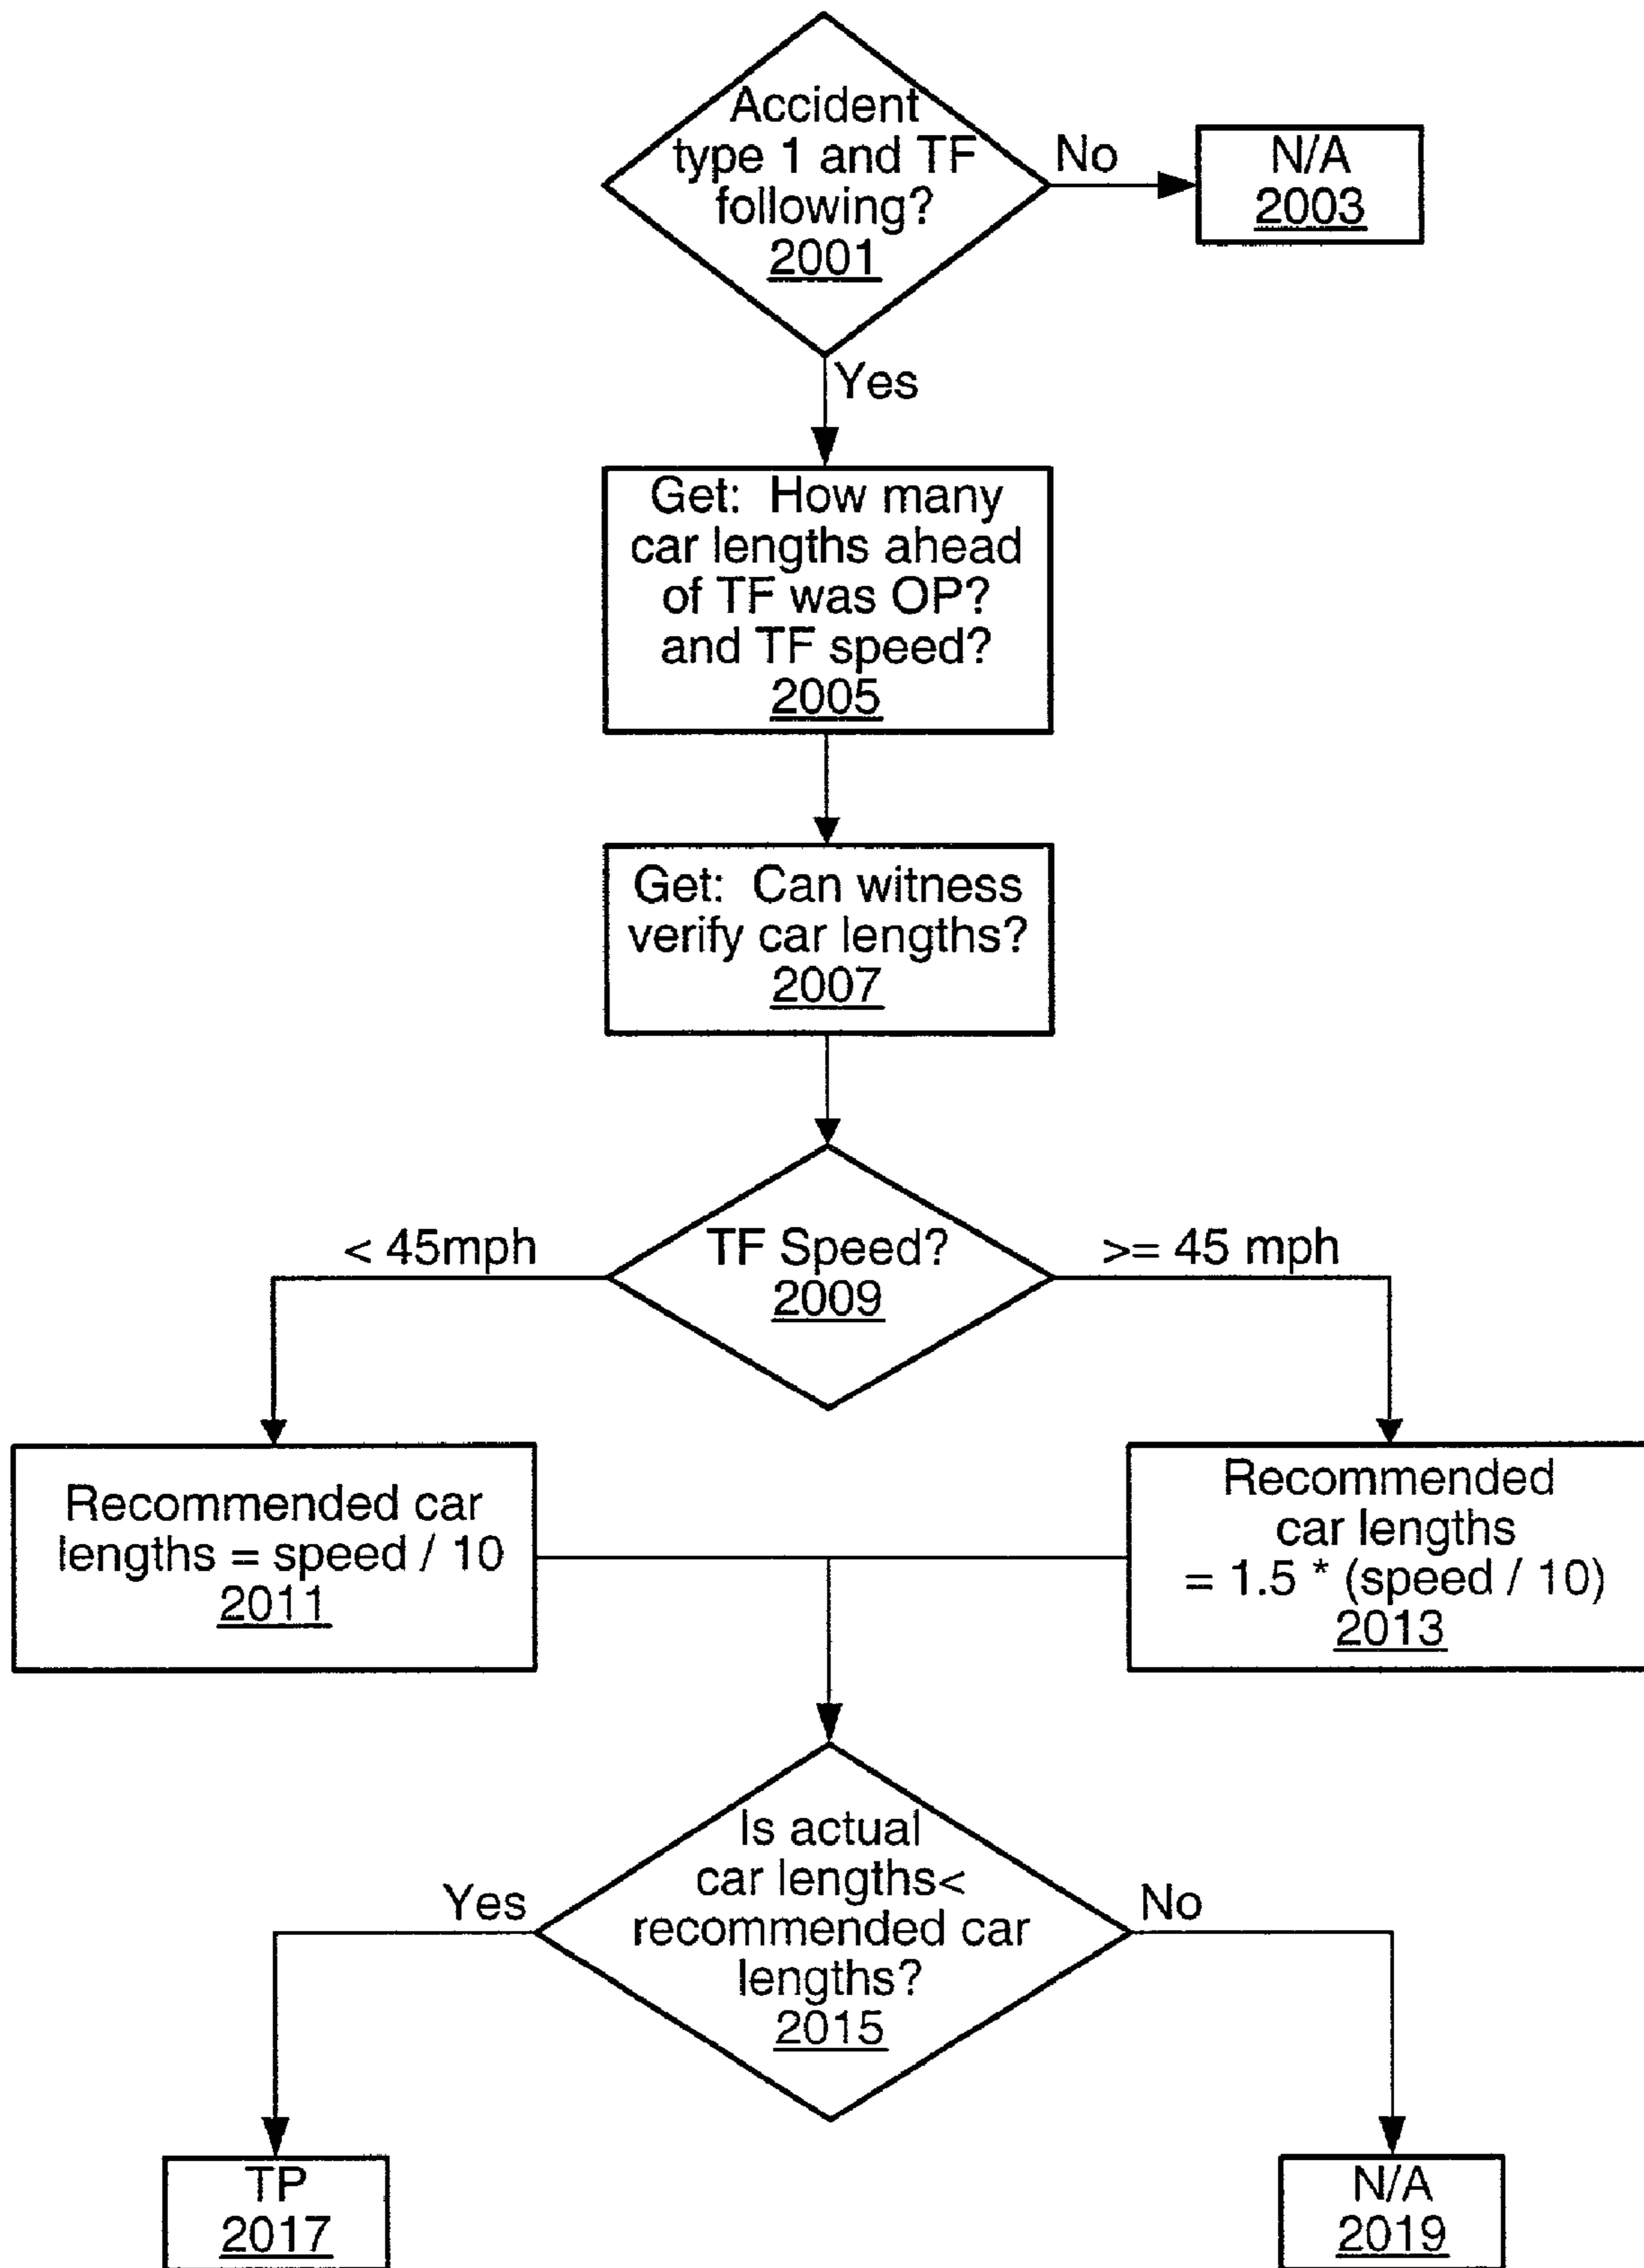 Accident
type 1 and TF
following?
2001
No
N/A
2003
Yes
Get: How many
car lengths ahead
of TF was OP?
and TF speed?
2005
Get: Can witness
verify car lengths?
2007
< 45mph
TF Speed?
2009
>= 45 mph
Recommended car
lengths = speed / 10
2011
Recommended
car lengths
= 1.5 * (speed / 10)
2013
Is actual
car lengths<
recommended car
lengths?
2015
Yes
No
TP
2017
N/A
2019